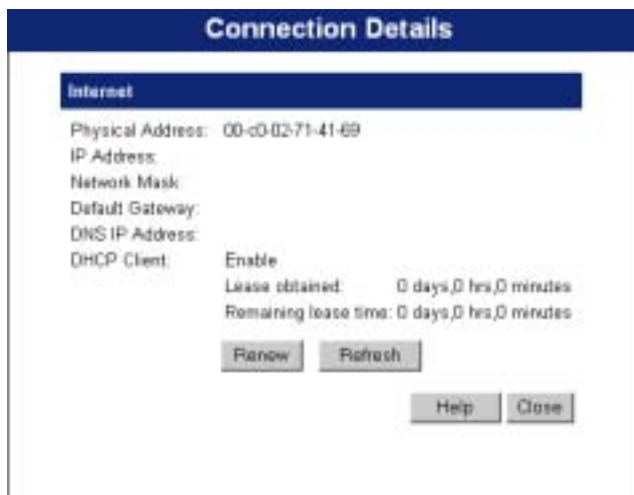 Connection Details
Internet
Physical Address: 00-c0-02-71-41-69
IP Address:
Network Mask:
Default Gateway:
DNS IP Address:
DHCP Client: Enable
Lease obtained: 0 days,0 hrs,0 minutes
Remaining lease time: 0 days,0 hrs,0 minutes
Renew Refresh
Help Close